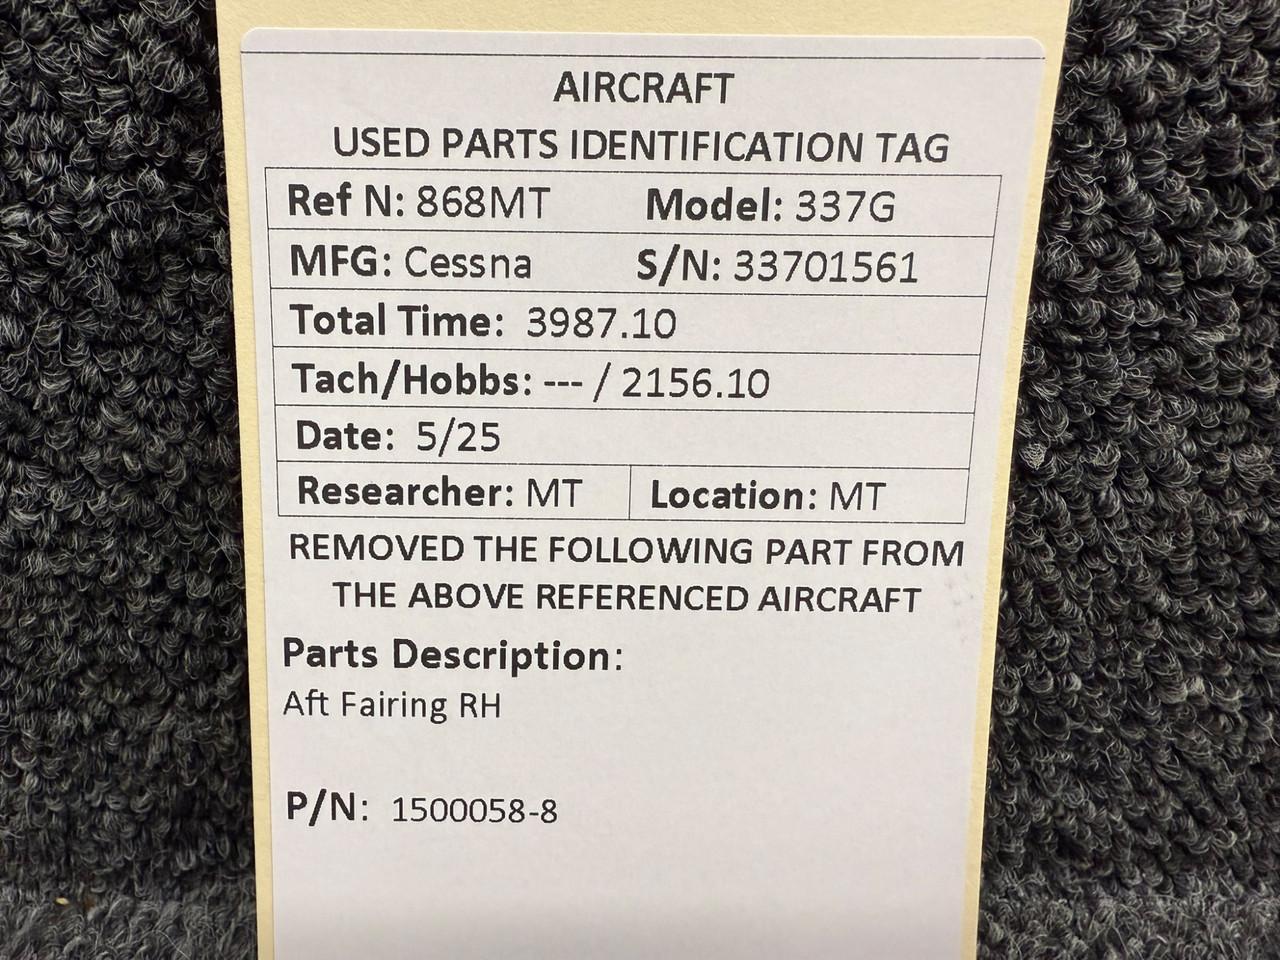 AIRCRAFT
USED PARTS IDENTIFICATION TAG
Ref N: 868MT Model: 337G
MFG: Cessna S/N: 33701561
Total Time: 3987.10
Tach/Hobbs: --- / 2156.10
Date: 5/25
Researcher: MT Location: MT
REMOVED THE FOLLOWING PART FROM
THE ABOVE REFERENCED AIRCRAFT
Parts Description:
Aft Fairing RH
P/N: 1500058-8